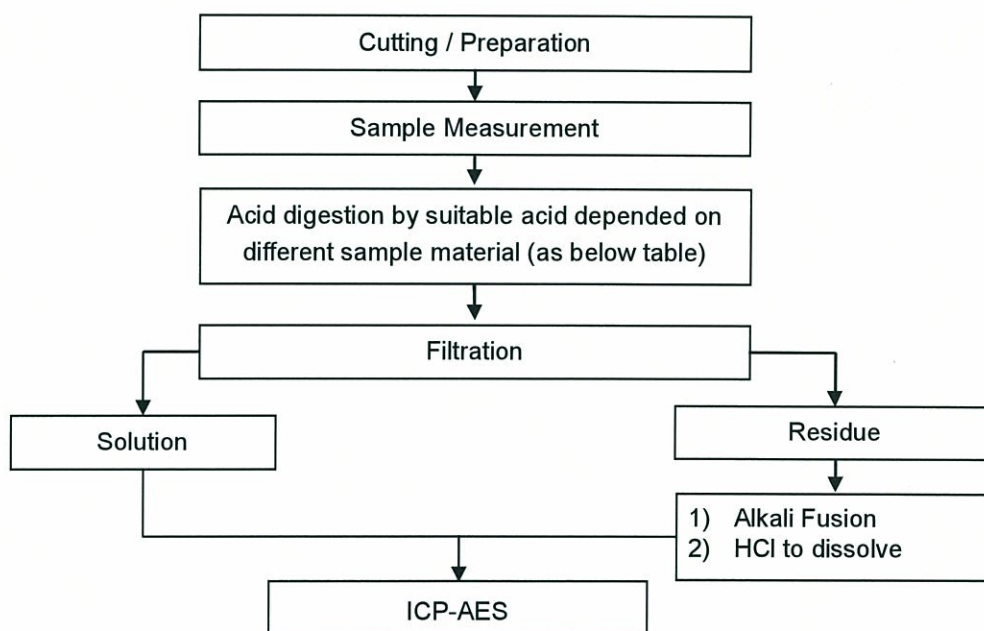 Cutting / Preparation
Sample Measurement
Acid digestion by suitable acid depended on
different sample material (as below table)
Filtration
Solution
Residue
1) Alkali Fusion
2) HCl to dissolve
ICP-AES